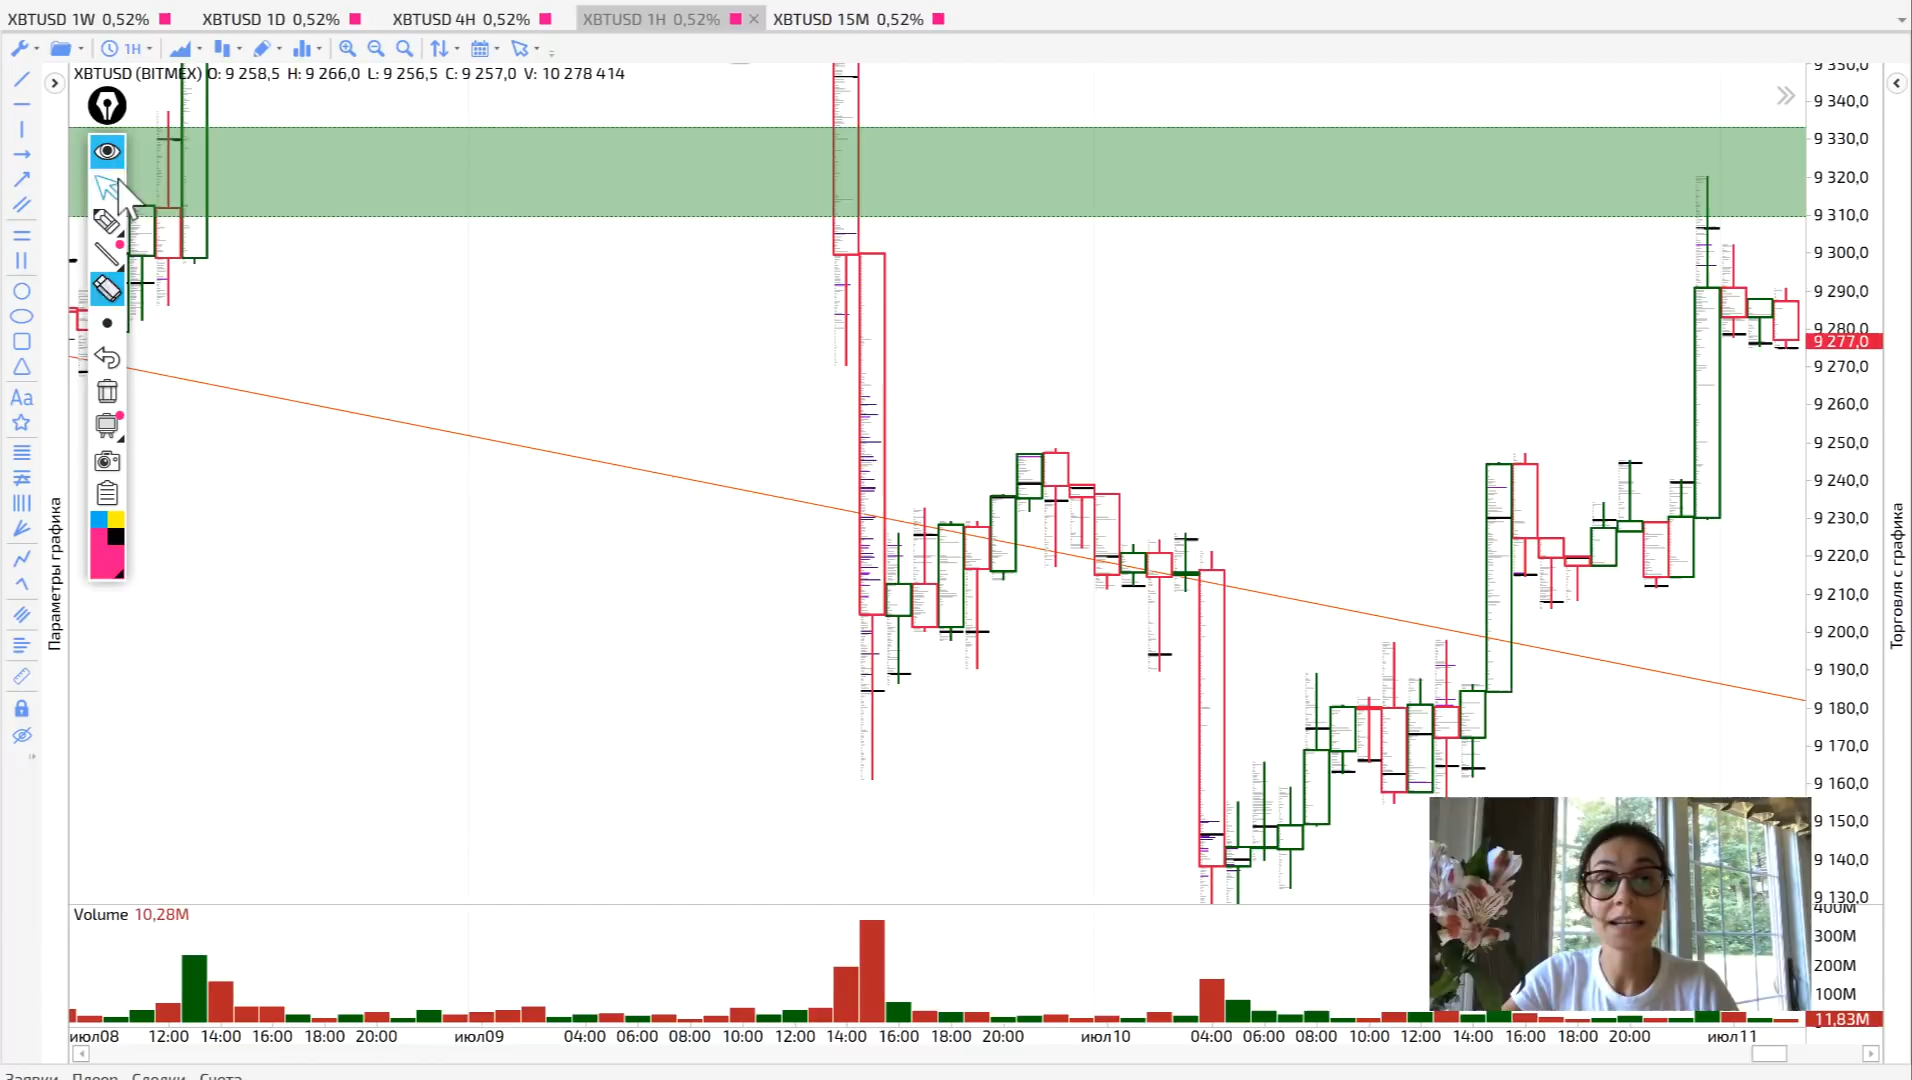 XBTUSD 1W 0,52% XBTUSD 1D 0,52% XBTUSD 4H 0,52% XBTUSD 1H 0,52% XBTUSD 15M 0,52%
1H
XBTUSD (BITMEX) O: 9 258,5 H: 9 266,0 L: 9 256,5 C: 9 257,0 V: 10 278 414
9 350,0
9 340,0
9 330,0
9 320,0
9 310,0
9 300,0
9 290,0
9 280,0
9 277,0
9 270,0
9 260,0
9 250,0
9 240,0
9 230,0
9 220,0
9 210,0
9 200,0
9 190,0
9 180,0
9 170,0
9 160,0
9 150,0
9 140,0
9 130,0
Aa
Параметры графика
Торговля с графика
Volume 10,28M
400M
300M
200M
100M
11,83M
июл08 12:00 14:00 16:00 18:00 20:00 июл09 04:00 06:00 08:00 10:00 12:00 14:00 16:00 18:00 20:00 июл10 04:00 06:00 08:00 10:00 12:00 14:00 16:00 18:00 20:00 июл11
Заявки Плеер Сделки Счета